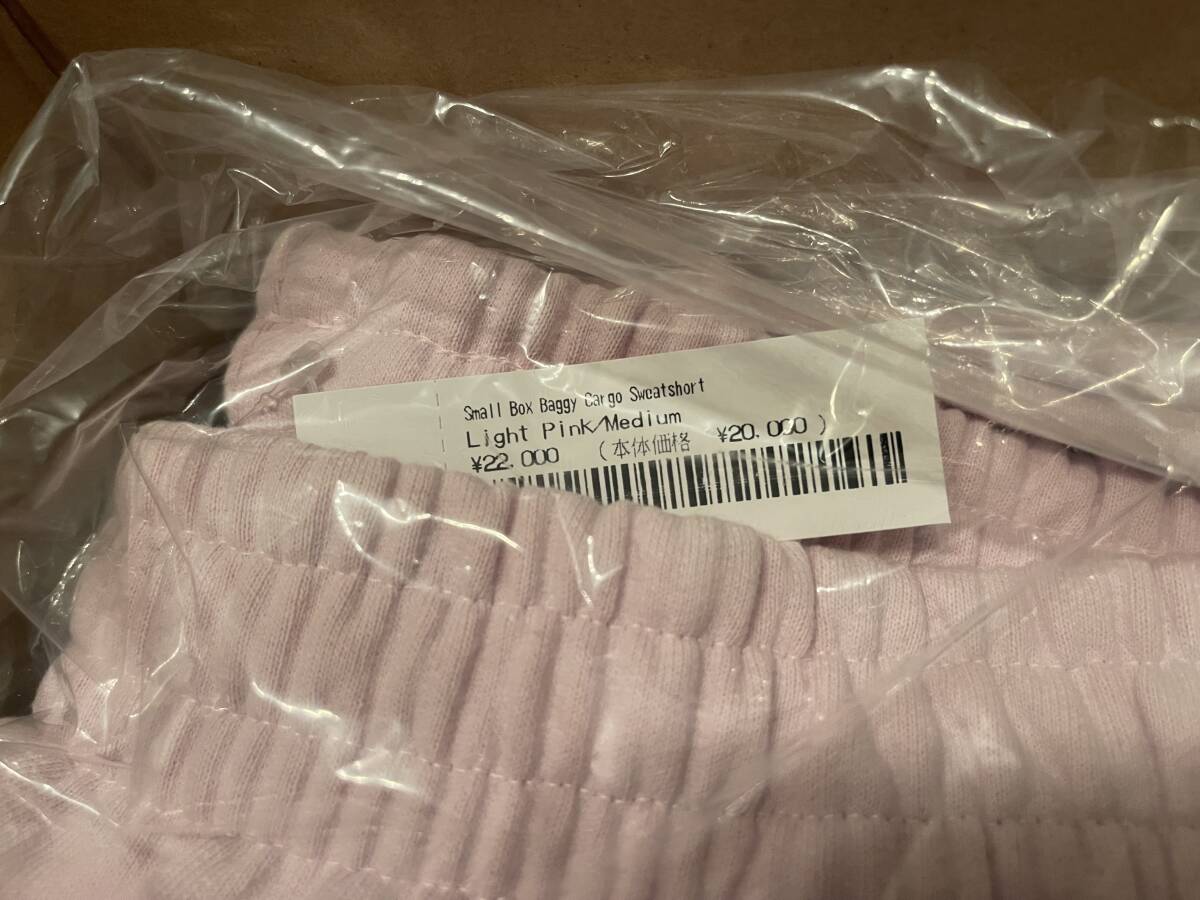 Small Box Baggy Cargo Sweatshort
Light Pink/Medium
¥22.000 (本体価格 ¥20.000)